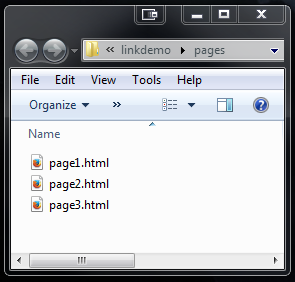 « linkdemo ▸ pages
File Edit View Tools Help
Organize »
Name
page1.html
page2.html
page3.html